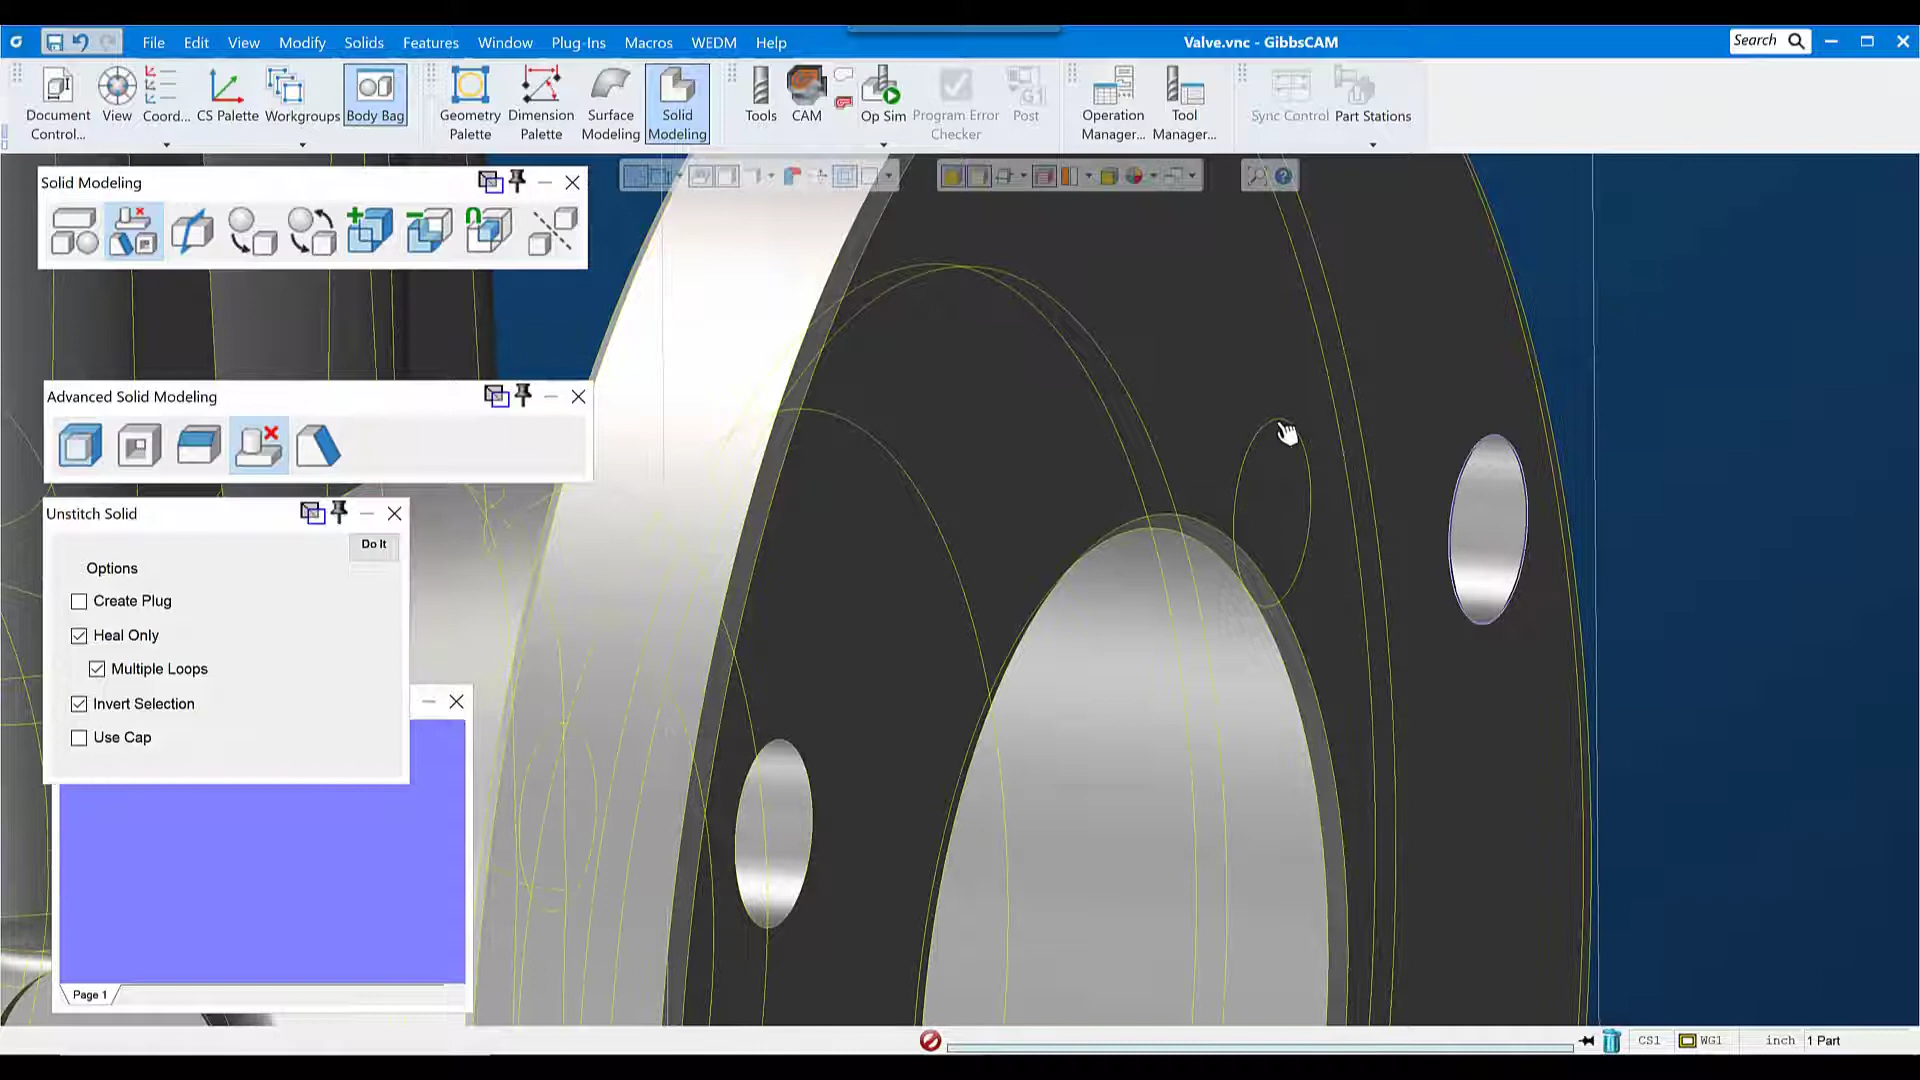 File Edit View Modify Solids Features Window Plug-Ins Macros WEDM Help
Valve.vnc - GibbsCAM
Search
Document Control...
View
Coord...
CS Palette
Workgroups
Body Bag
Geometry Palette
Dimension Palette
Surface Modeling
Solid Modeling
Tools
CAM
Op Sim
Program Error Checker
Post
Operation Manager...
Tool Manager...
Sync Control
Part Stations
Solid Modeling
Advanced Solid Modeling
Unstitch Solid
Do It
Options
Create Plug
Heal Only
Multiple Loops
Invert Selection
Use Cap
Page 1
CS1
WG1
inch
1 Part